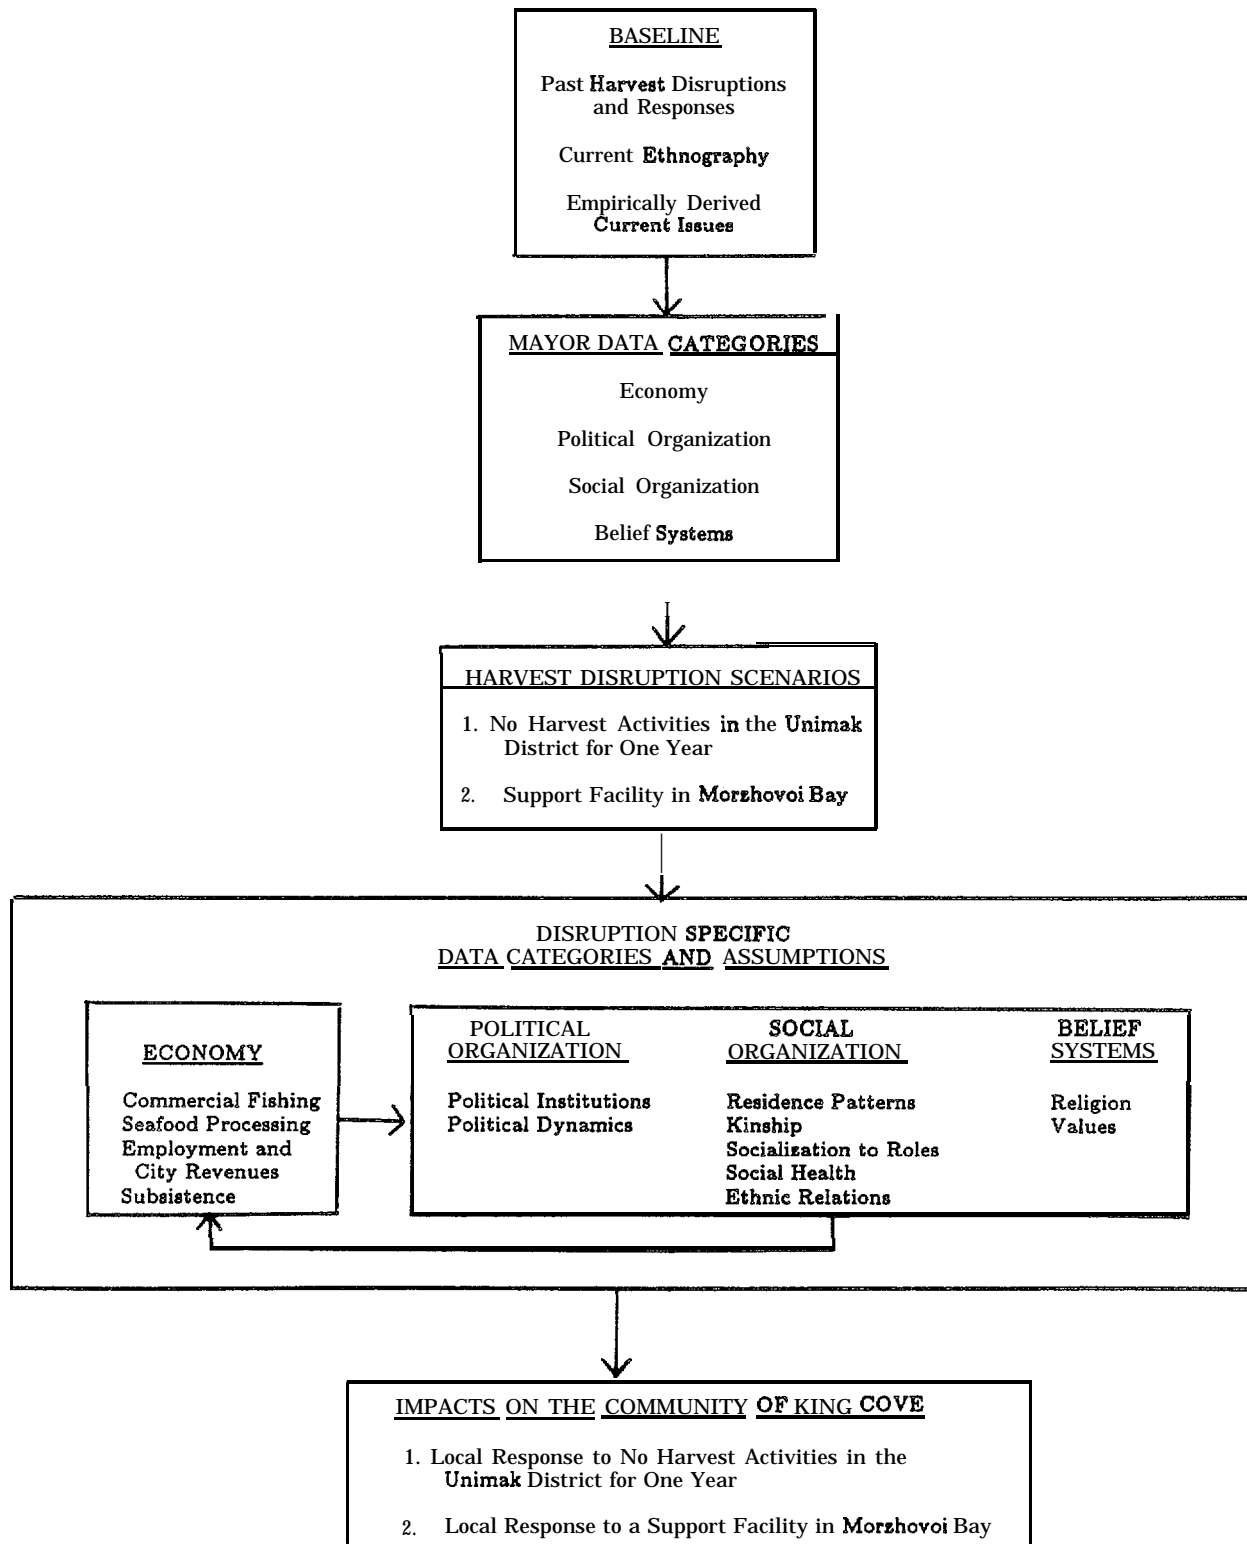 BASELINE
Past Harvest Disruptions
and Responses
Current Ethnography
Empirically Derived
Current Issues
MAYOR DATA CATEGORIES
Economy
Political Organization
Social Organization
Belief Systems
HARVEST DISRUPTION SCENARIOS
1. No Harvest Activities in the Unimak
District for One Year
2. Support Facility in Morzhovoi Bay
DISRUPTION SPECIFIC
DATA CATEGORIES AND ASSUMPTIONS
ECONOMY
Commercial Fishing
Seafood Processing
Employment and
City Revenues
Subsistence
POLITICAL
ORGANIZATION
Political Institutions
Political Dynamics
SOCIAL
ORGANIZATION
Residence Patterns
Kinship
Socialization to Roles
Social Health
Ethnic Relations
BELIEF
SYSTEMS
Religion
Values
IMPACTS ON THE COMMUNITY OF KING COVE
1. Local Response to No Harvest Activities in the
Unimak District for One Year
2. Local Response to a Support Facility in Morzhovoi Bay